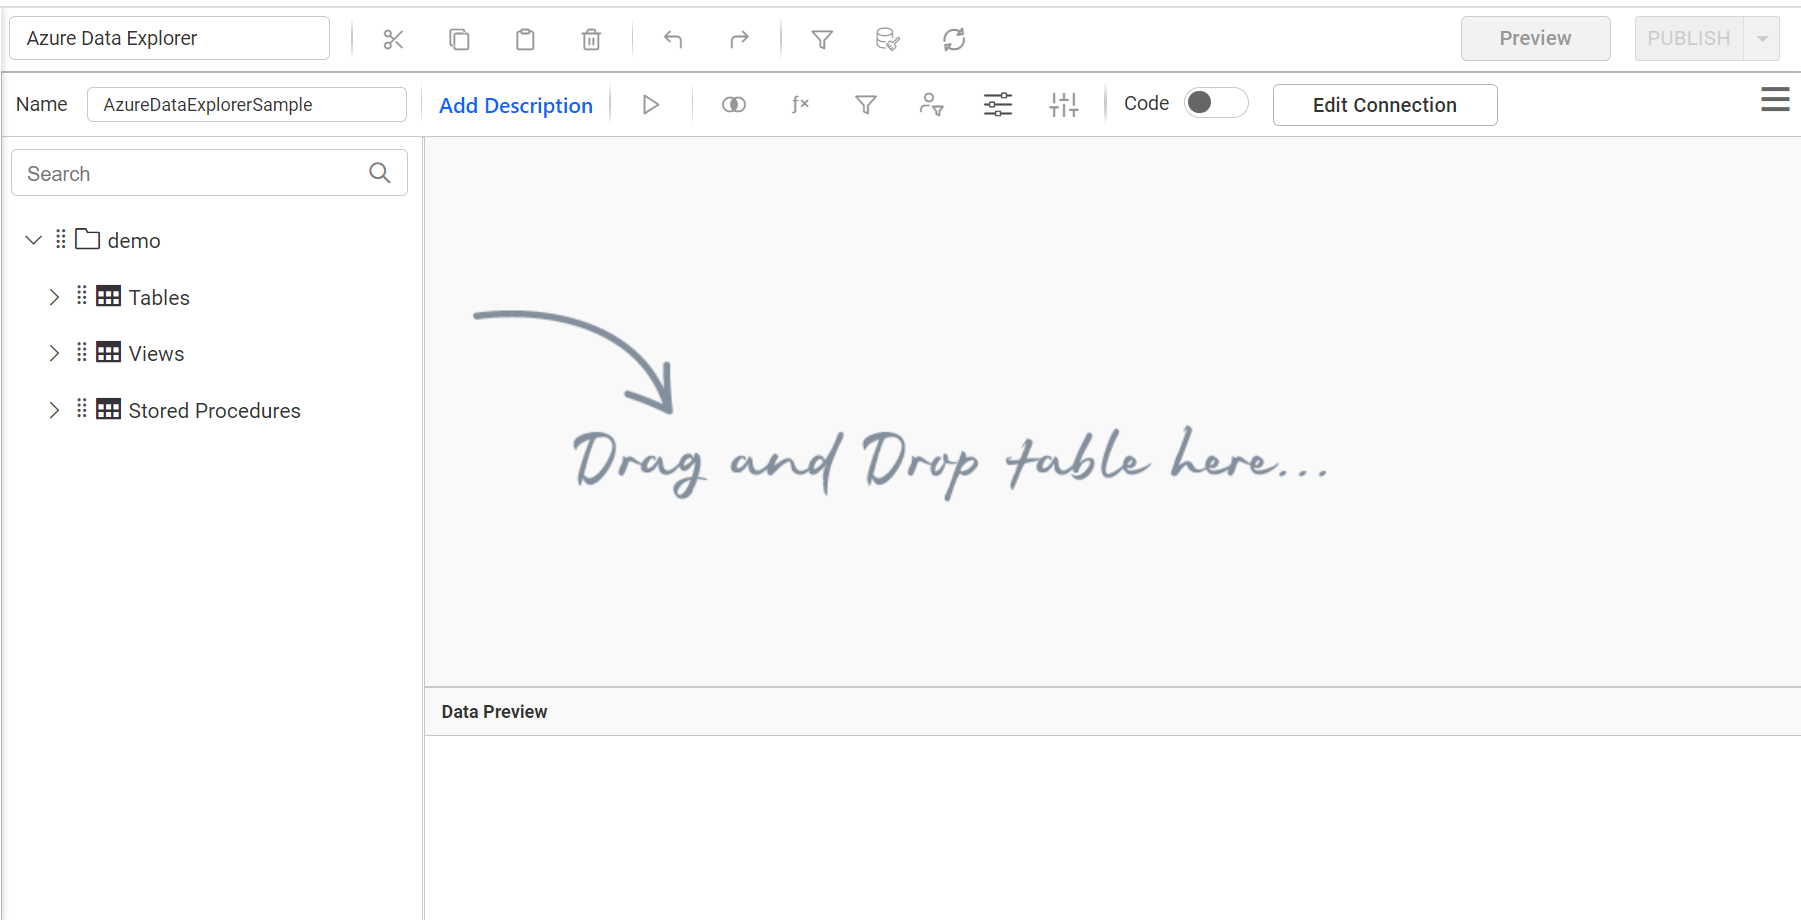 Azure Data Explorer
Preview
PUBLISH
Name
AzureDataExplorerSample
Add Description
ƒx
Code
Edit Connection
Search
demo
Tables
Views
Stored Procedures
Drag and Drop table here...
Data Preview